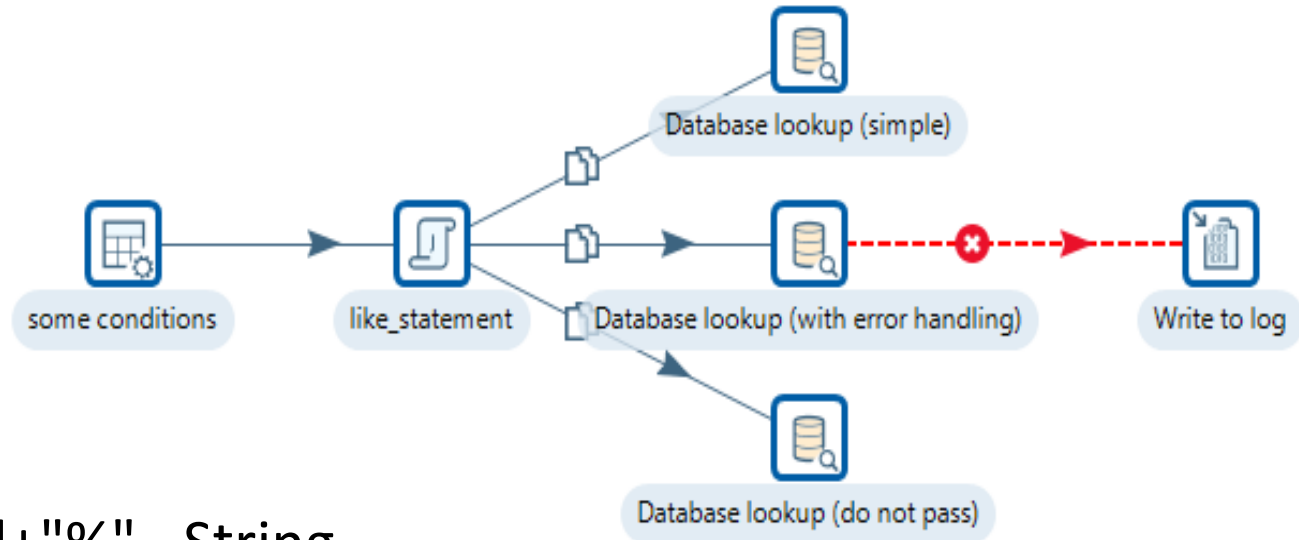 Database lookup (simple)
some conditions
like_statement
Database lookup (with error handling)
Write to log
Database lookup (do not pass)
+"%" String